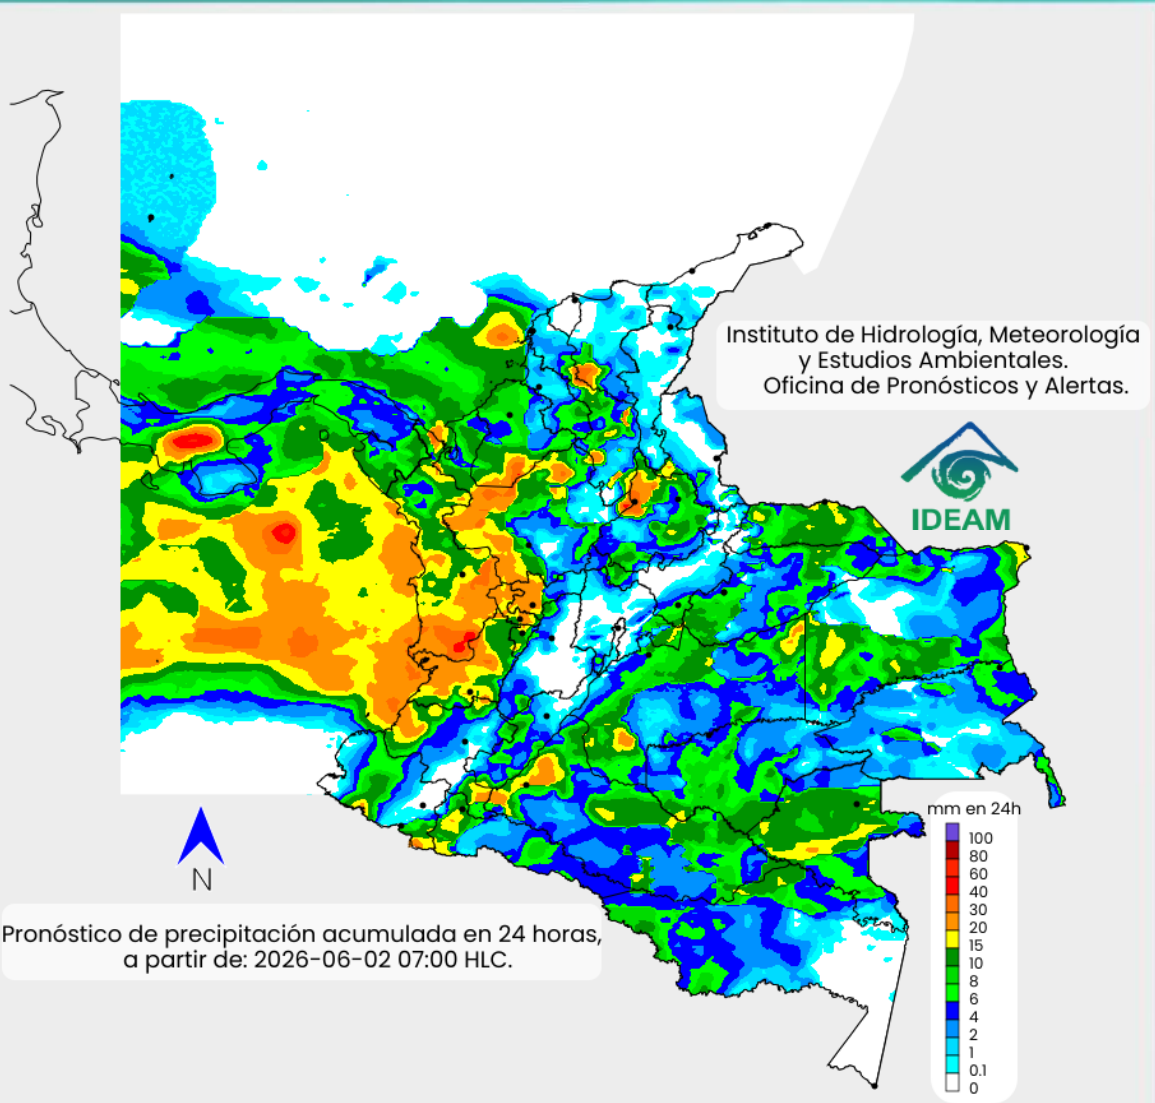 Instituto de Hidrología, Meteorología
y Estudios Ambientales.
Oficina de Pronósticos y Alertas.
IDEAM
N
Pronóstico de precipitación acumulada en 24 horas,
a partir de: 2026-06-02 07:00 HLC.
mm en 24h
100
80
60
40
30
20
15
10
8
6
4
2
1
0.1
0